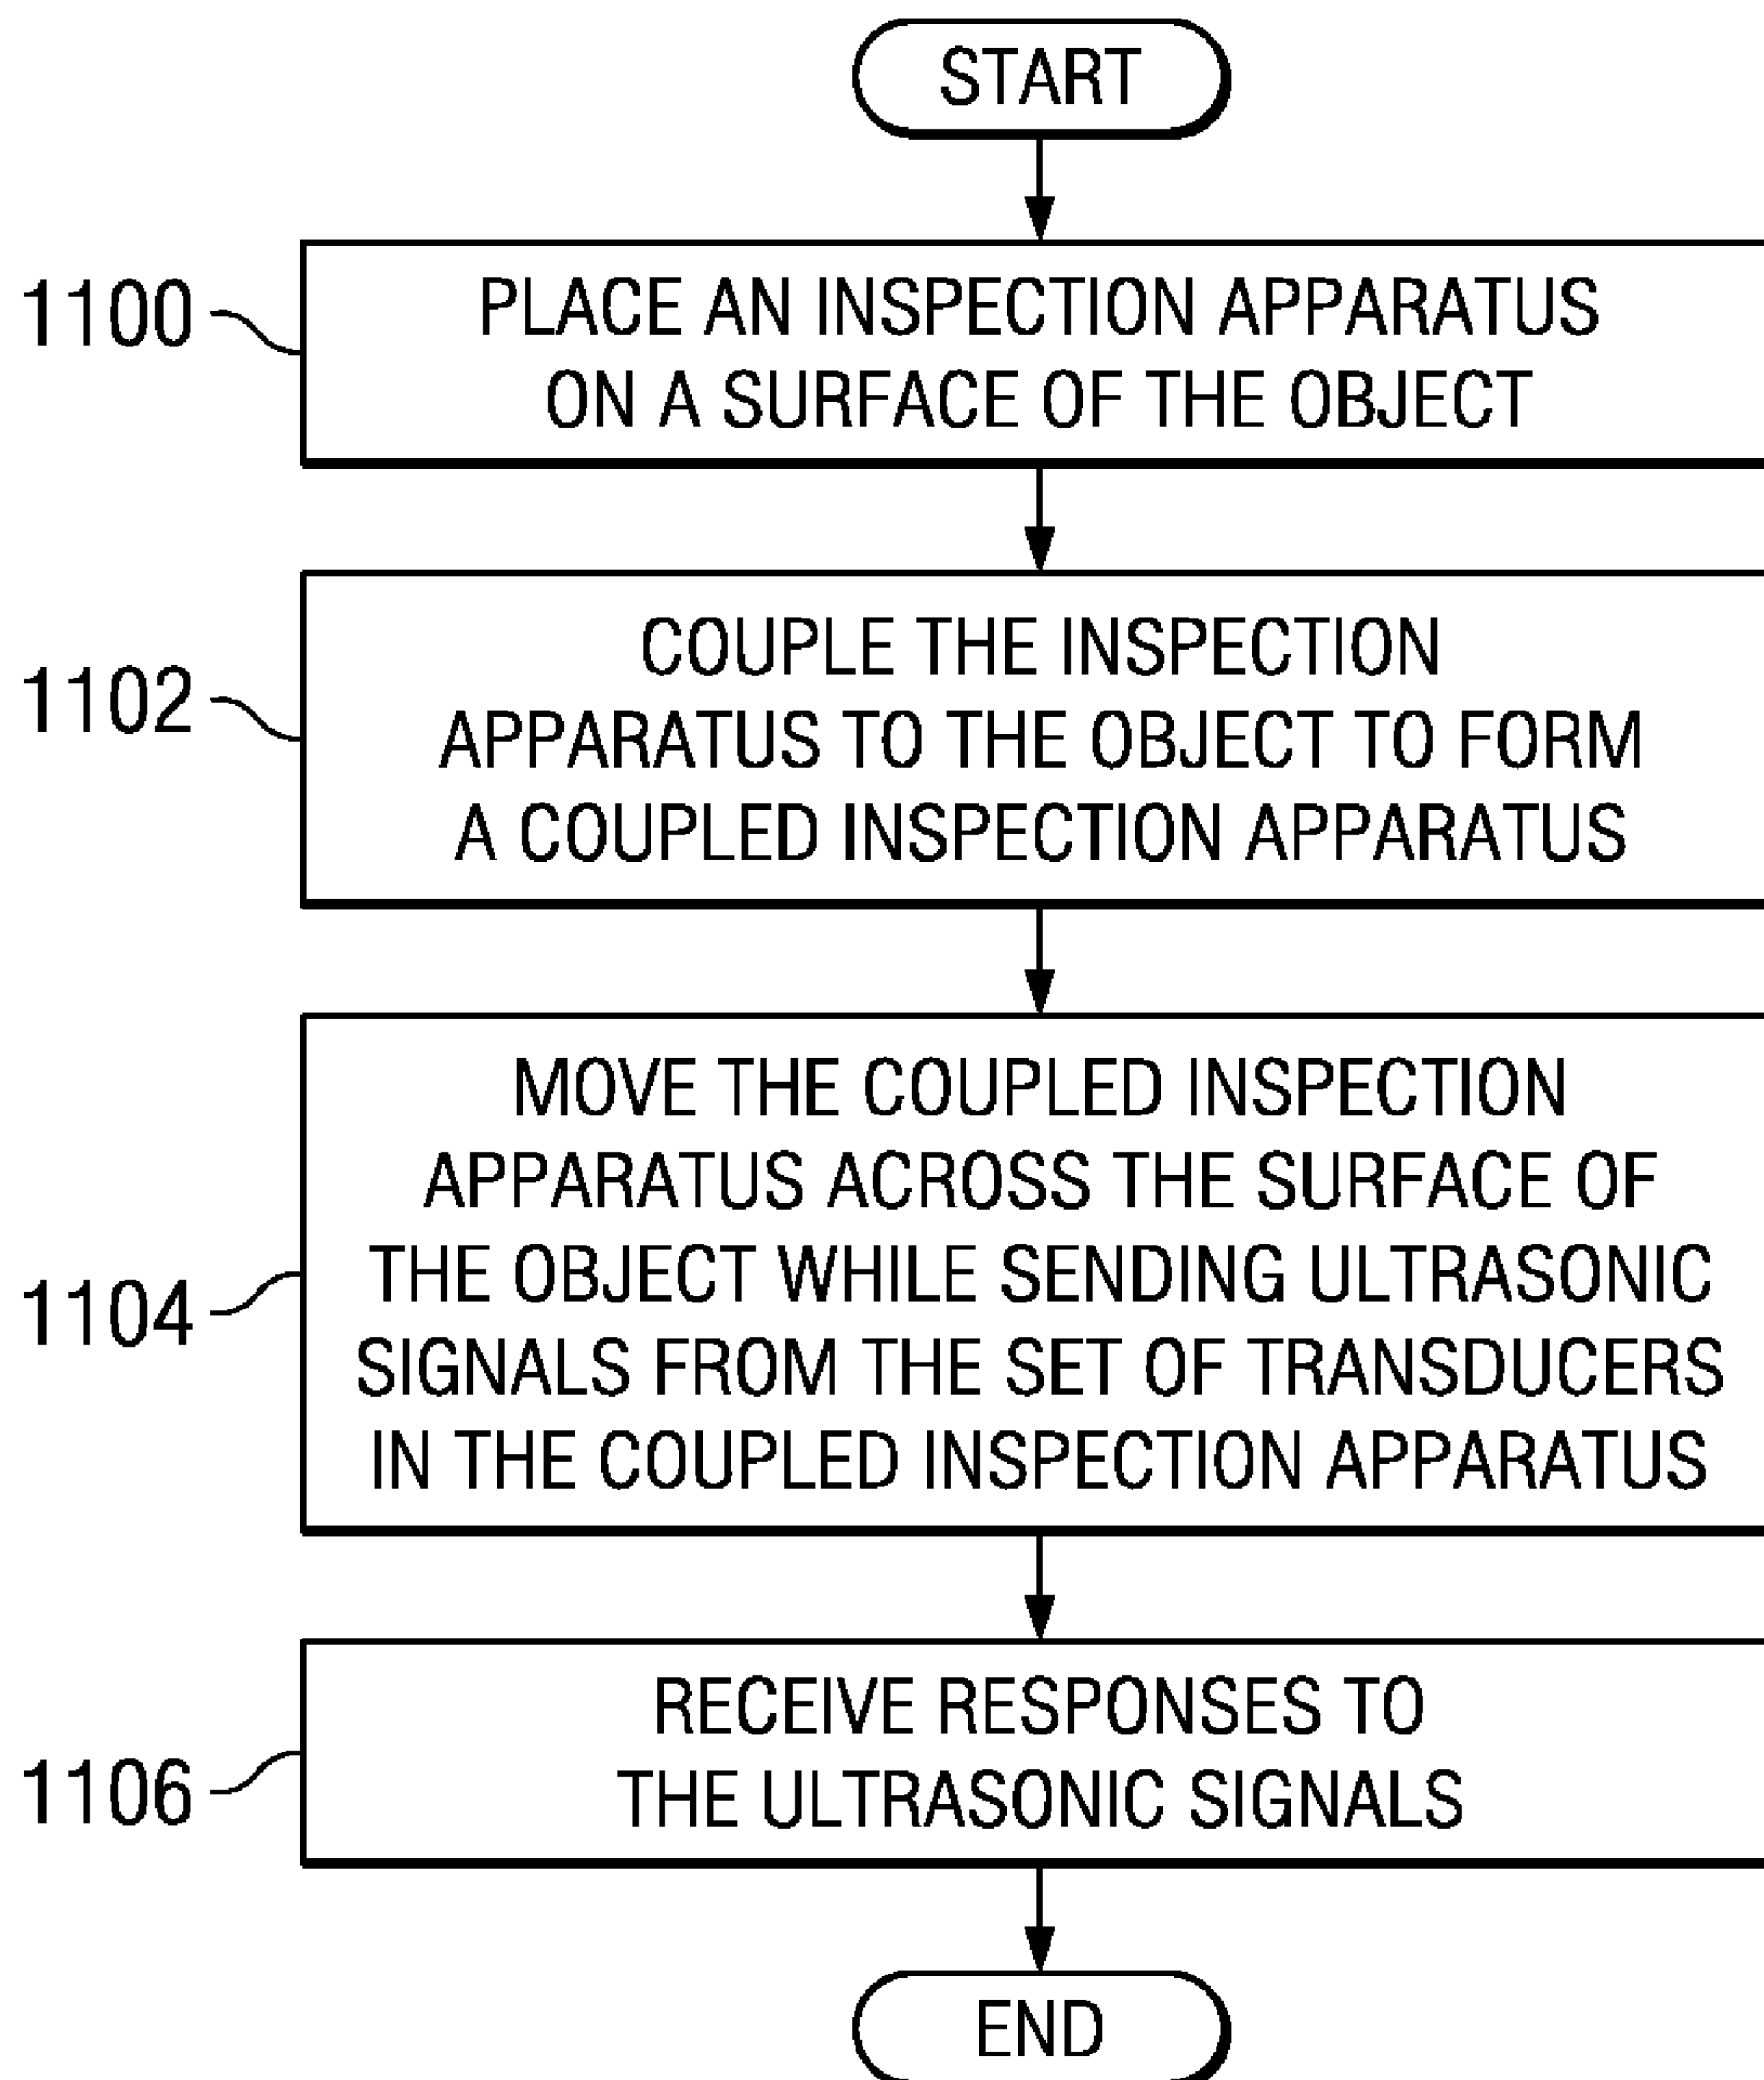 START
1100
PLACE AN INSPECTION APPARATUS
ON A SURFACE OF THE OBJECT
1102
COUPLE THE INSPECTION
APPARATUS TO THE OBJECT TO FORM
A COUPLED INSPECTION APPARATUS
1104
MOVE THE COUPLED INSPECTION
APPARATUS ACROSS THE SURFACE OF
THE OBJECT WHILE SENDING ULTRASONIC
SIGNALS FROM THE SET OF TRANSDUCERS
IN THE COUPLED INSPECTION APPARATUS
1106
RECEIVE RESPONSES TO
THE ULTRASONIC SIGNALS
END